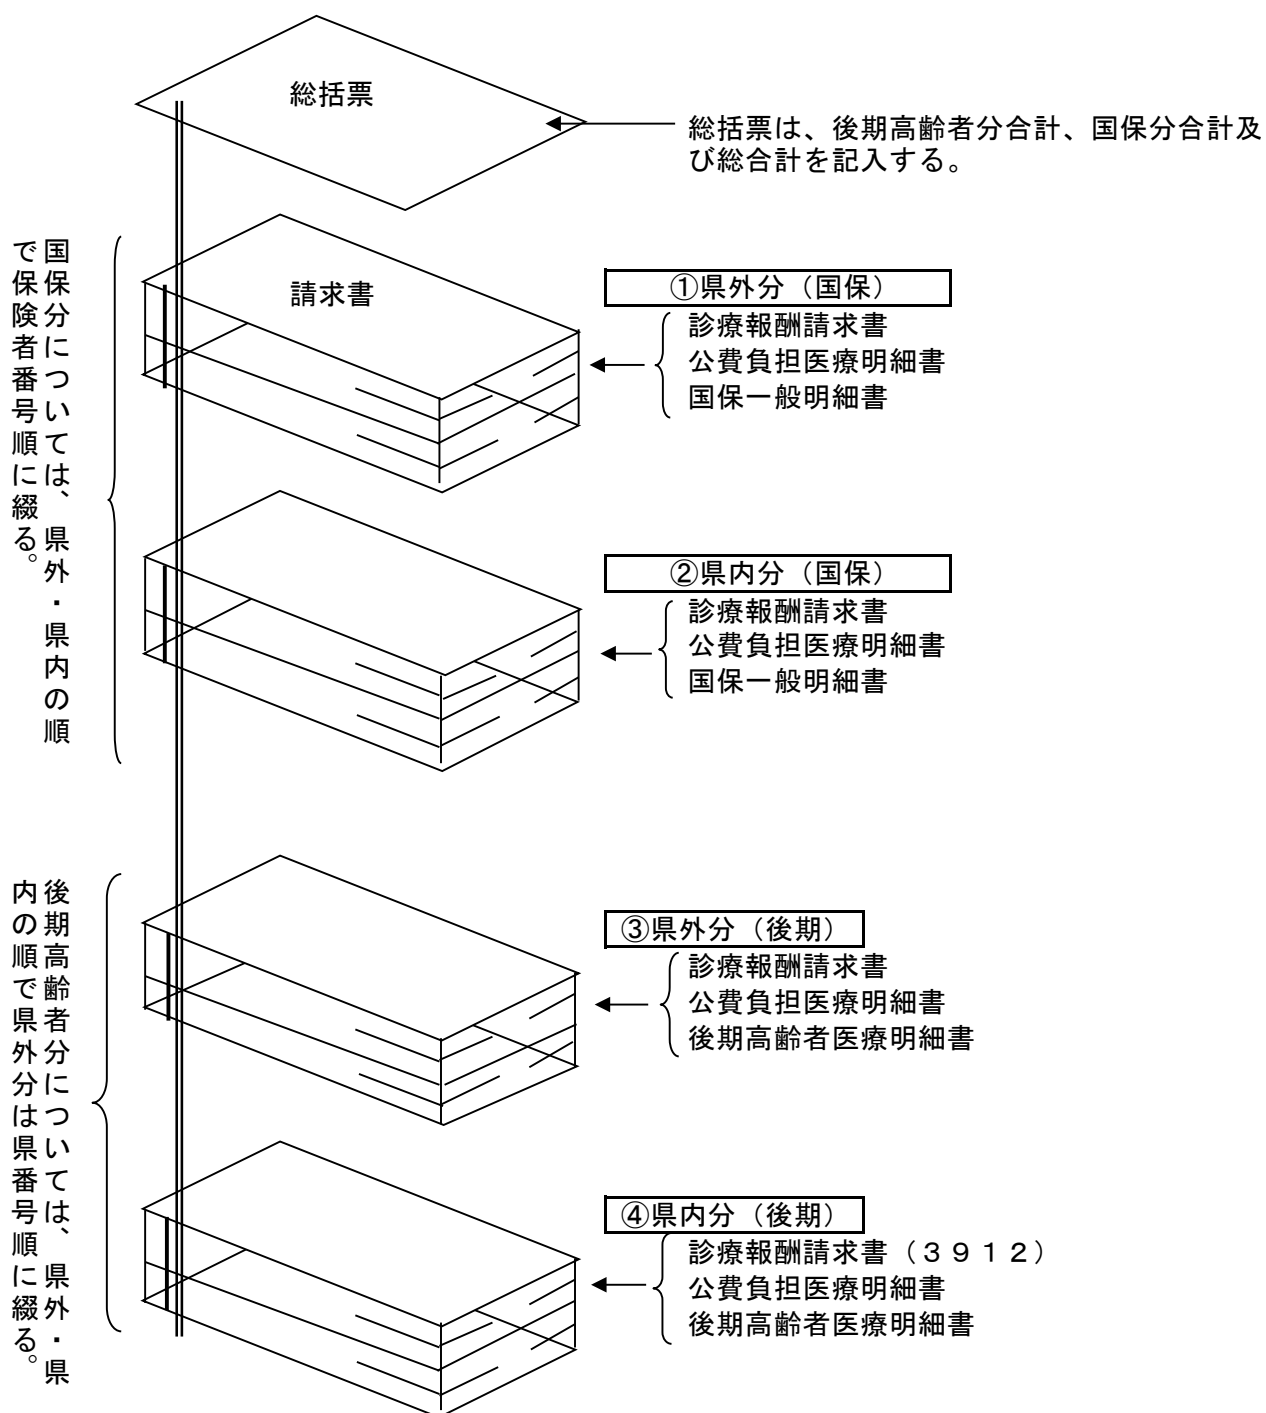 総括票
総括票は、後期高齢者分合計、国保分合計及
び総合計を記入する。
国保分については、県外・県内の順
で保険者番号順に綴る。
請求書
①県外分（国保）
診療報酬請求書
公費負担医療明細書
国保一般明細書
②県内分（国保）
診療報酬請求書
公費負担医療明細書
国保一般明細書
後期高齢者分については、県外・県
内の順で県外分は県番号順に綴る。
③県外分（後期）
診療報酬請求書
公費負担医療明細書
後期高齢者医療明細書
④県内分（後期）
診療報酬請求書（３９１２）
公費負担医療明細書
後期高齢者医療明細書